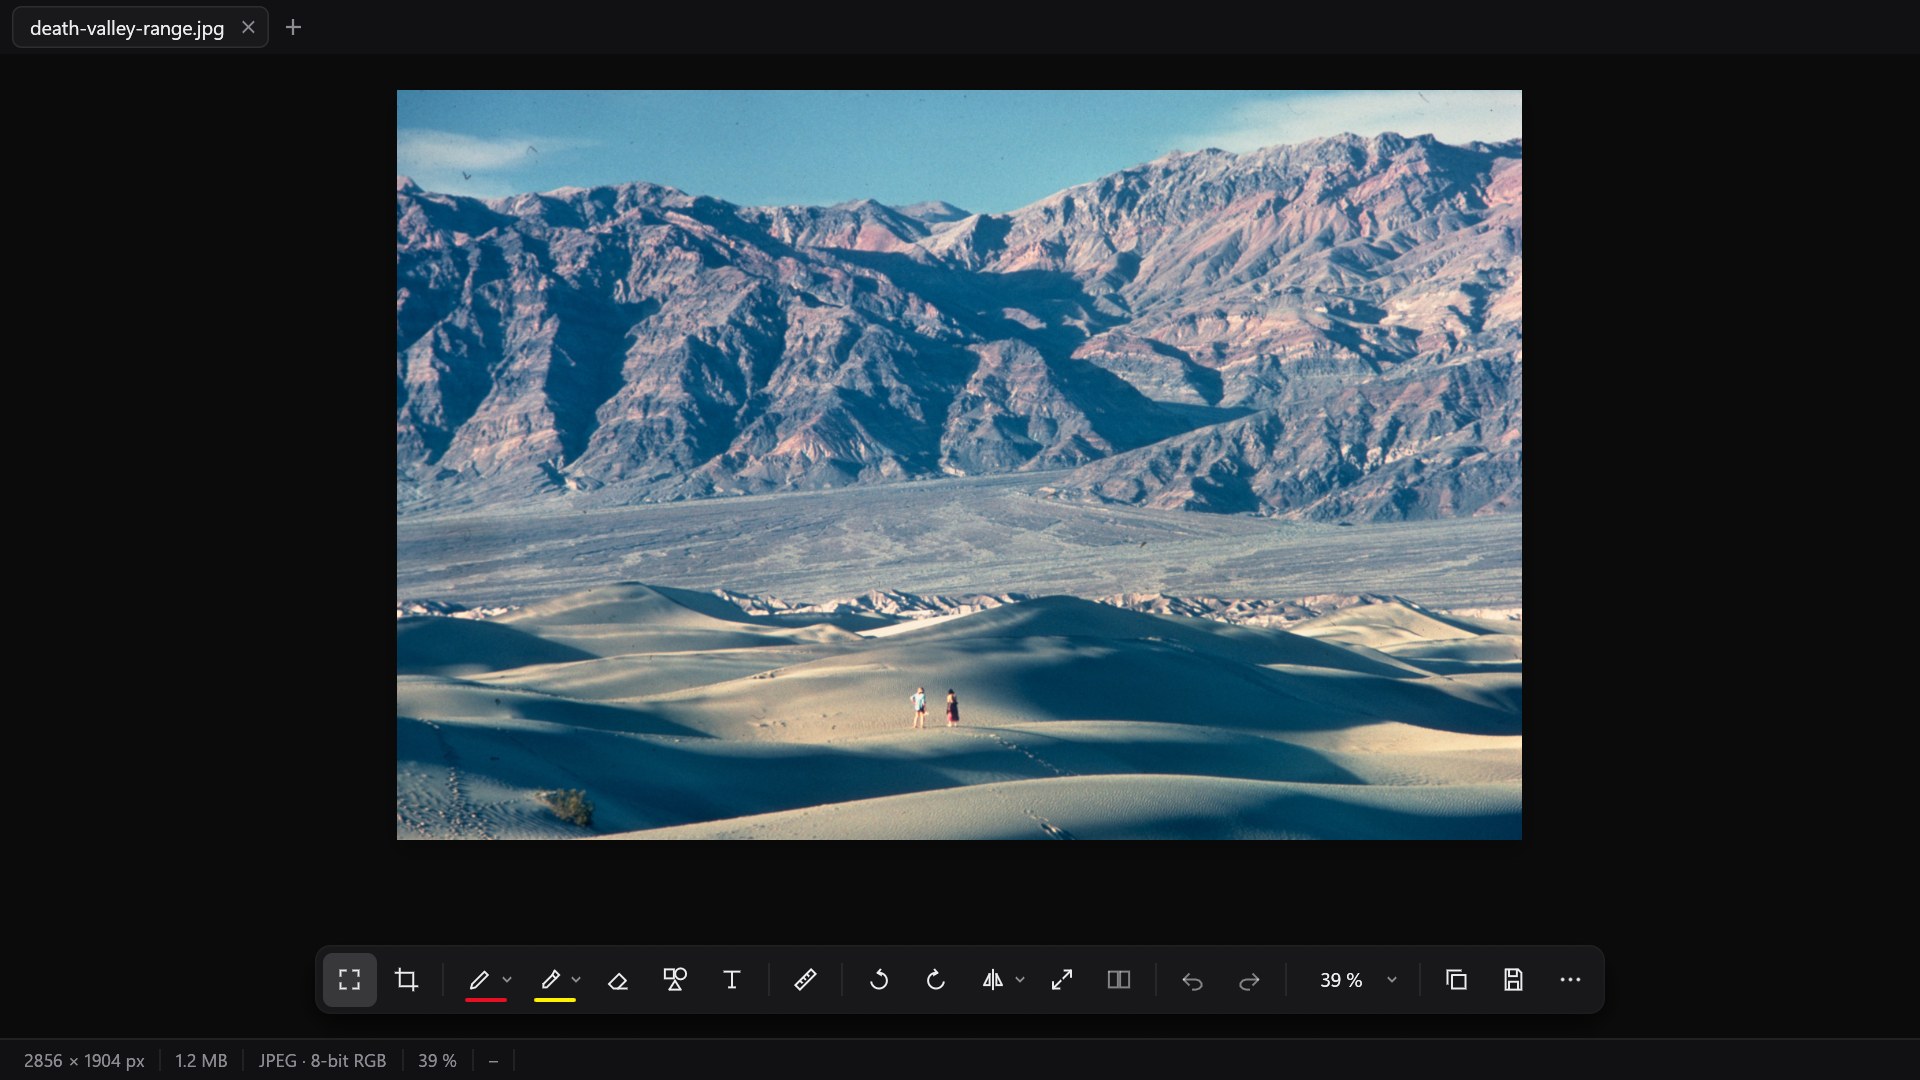 death-valley-range.jpg
39 %
2856 × 1904 px
1.2 MB
JPEG · 8-bit RGB
39 %
–